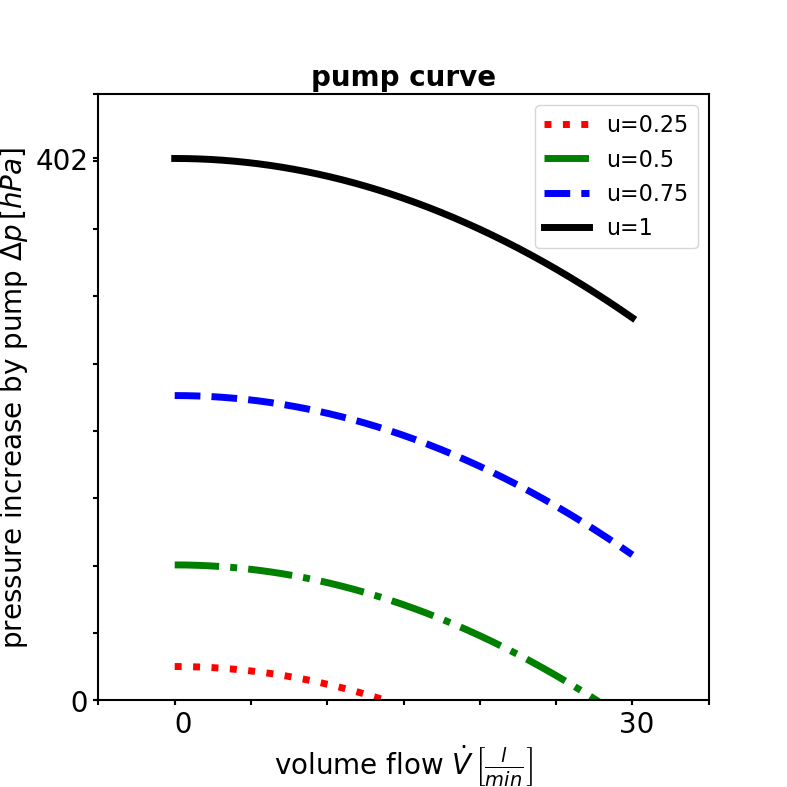 pump curve
402
0
pressure increase by pump Δp [hPa]
u=0.25
u=0.5
u=0.75
u=1
0
30
volume flow V̇ [l/min]